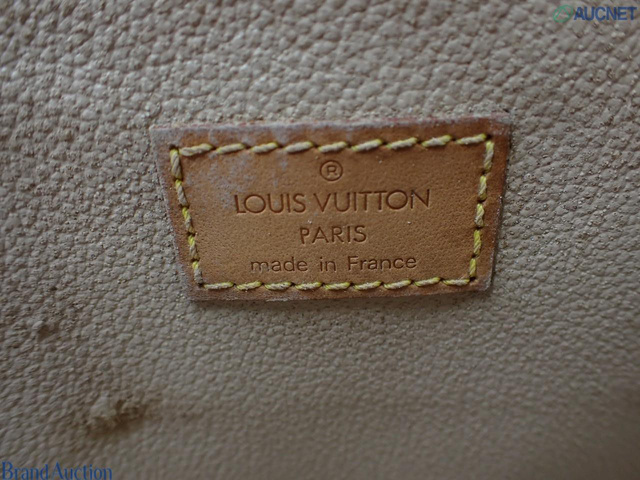 AUCNET
®
LOUIS VUITTON
PARIS
made in France
Brand Auction